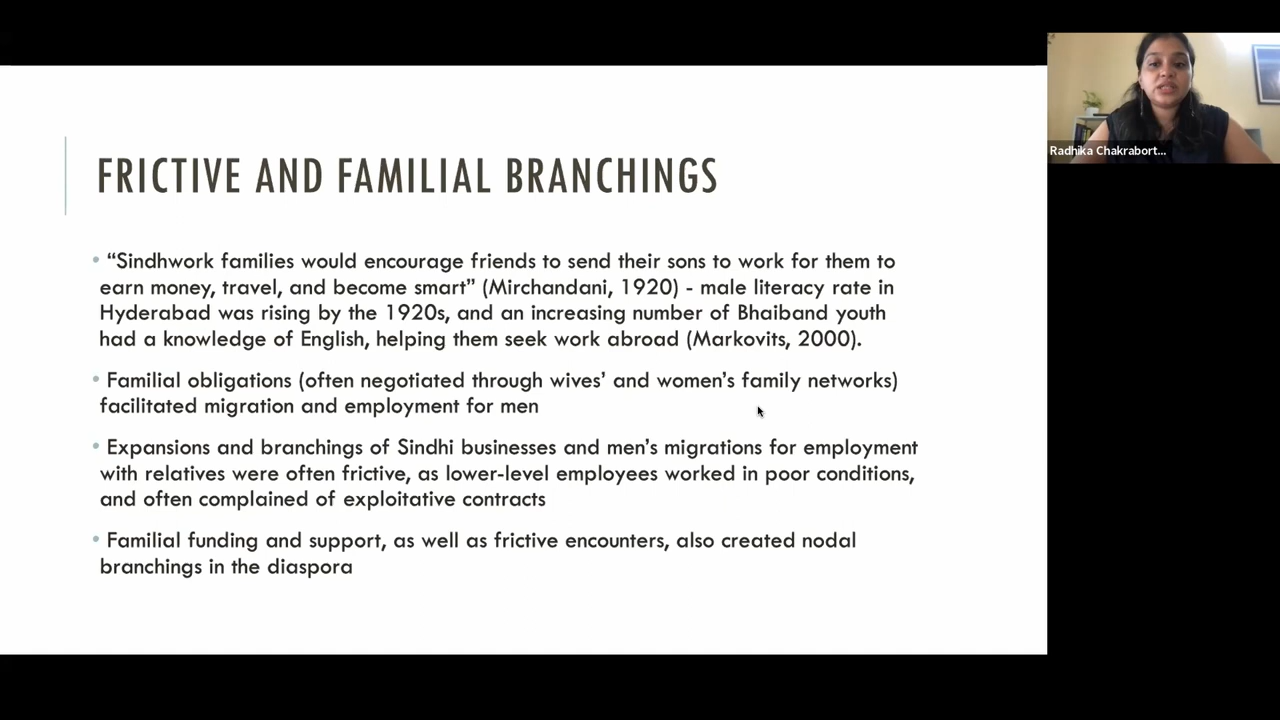 FRICTIVE AND FAMILIAL BRANCHINGS
• “Sindhwork families would encourage friends to send their sons to work for them to
earn money, travel, and become smart” (Mirchandani, 1920) - male literacy rate in
Hyderabad was rising by the 1920s, and an increasing number of Bhaiband youth
had a knowledge of English, helping them seek work abroad (Markovits, 2000).
• Familial obligations (often negotiated through wives’ and women’s family networks)
facilitated migration and employment for men
• Expansions and branchings of Sindhi businesses and men’s migrations for employment
with relatives were often frictive, as lower-level employees worked in poor conditions,
and often complained of exploitative contracts
• Familial funding and support, as well as frictive encounters, also created nodal
branchings in the diaspora
Radhika Chakrabort...